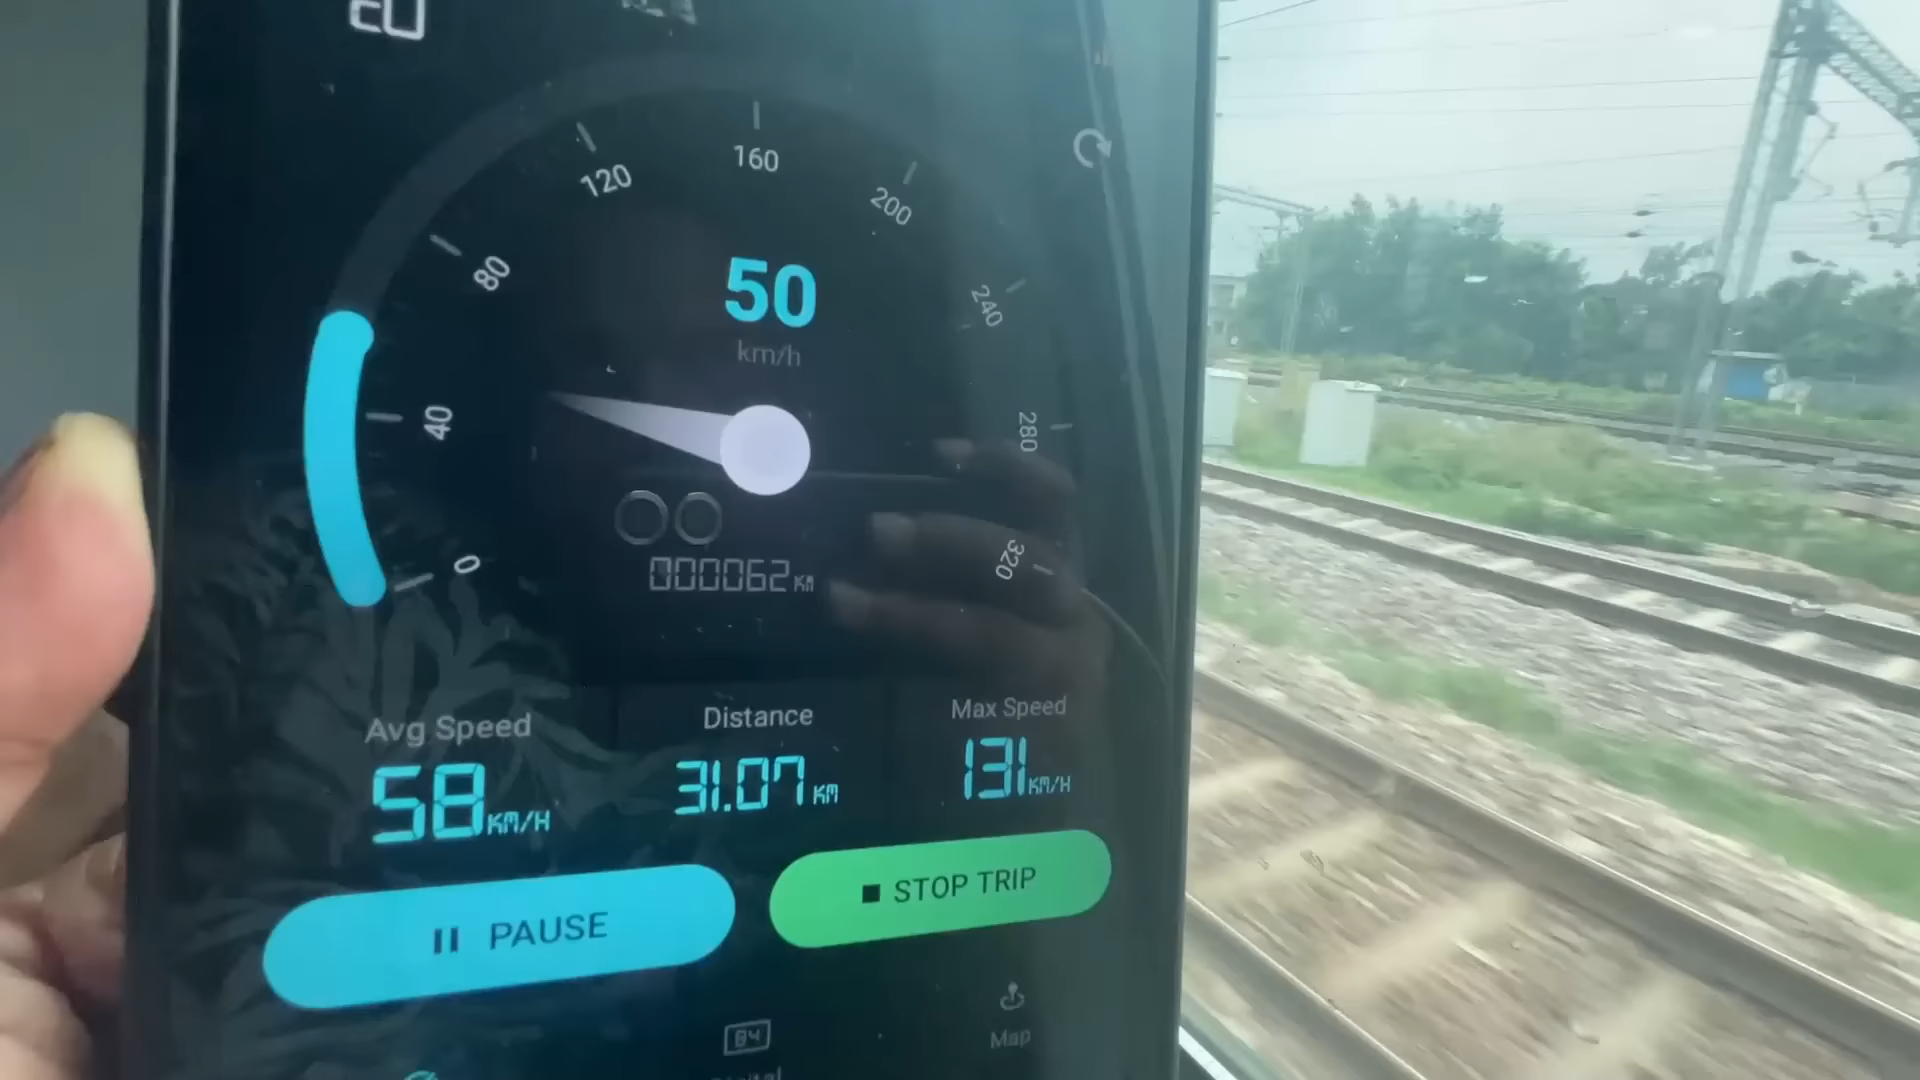 120
160
200
80
240
50
km/h
40
280
0
320
000062 KM
Avg Speed
Distance
Max Speed
58 KM/H
31.07 KM
131 KM/H
PAUSE
STOP TRIP
84
Map